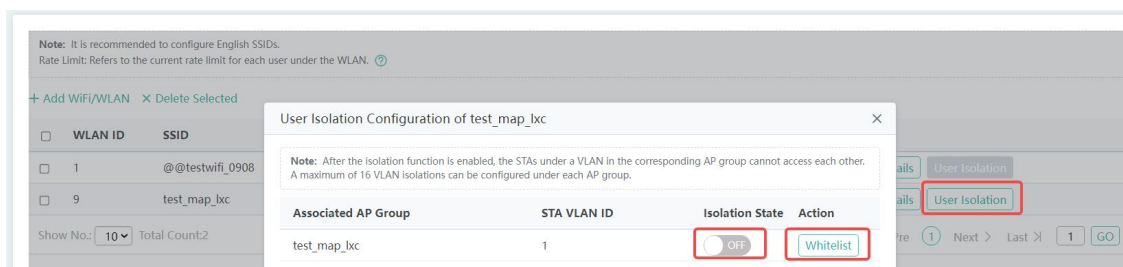 Note: It is recommended to configure English SSIDs.
Rate Limit: Refers to the current rate limit for each user under the WLAN. ?
+ Add WiFi/WLAN × Delete Selected
WLAN ID SSID
1 @@testwifi_0908 ails User Isolation
9 test_map_lxc ails User Isolation
Show No.: 10 Total Count:2 re 1 Next > Last 1 GO
User Isolation Configuration of test_map_lxc ×
Note: After the isolation function is enabled, the STAs under a VLAN in the corresponding AP group cannot access each other.
A maximum of 16 VLAN isolations can be configured under each AP group.
Associated AP Group STA VLAN ID Isolation State Action
test_map_lxc 1 OFF Whitelist